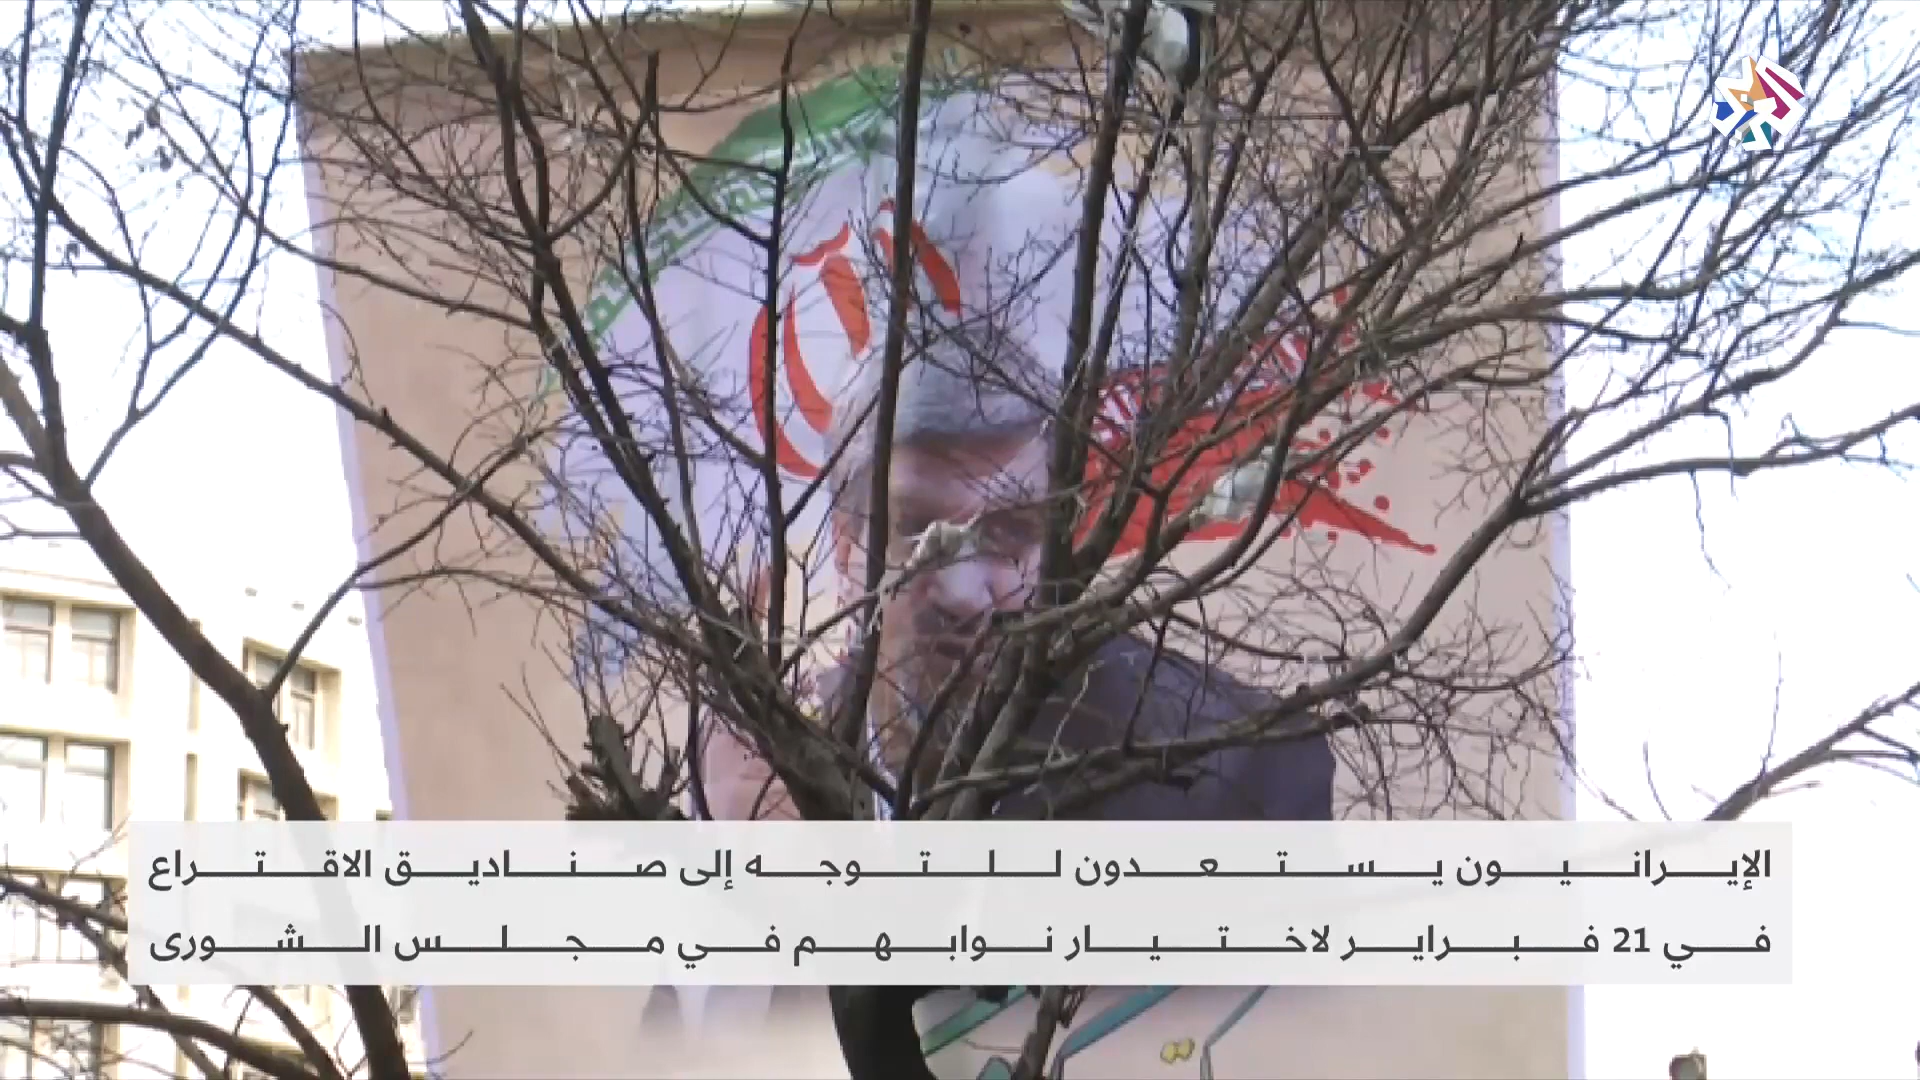 الإيرانيون يستعدون للتوجه إلى صناديق الاقتراع
في 21 فبراير لاختيار نوابهم في مجلس الشورى